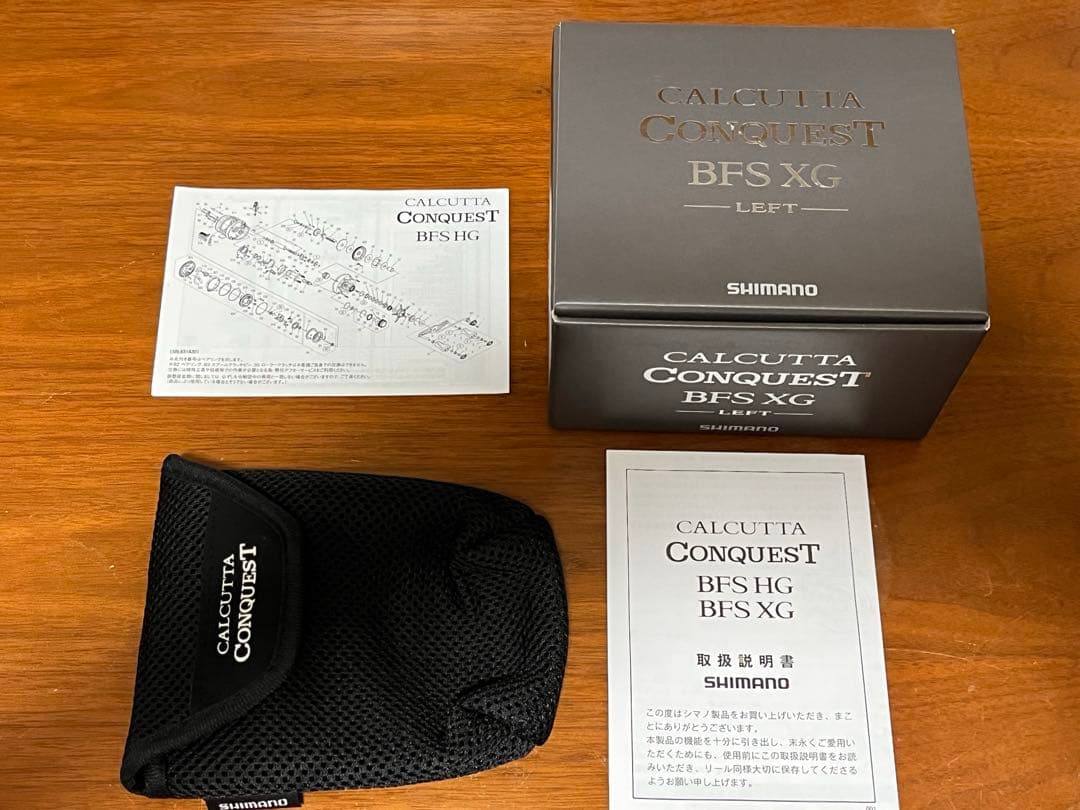 CALCUTTA
CONQUEST
BFS HG
CALCUTTA
CONQUEST
BFS XG
LEFT
SHIMANO
CALCUTTA
CONQUEST
BFS XG
LEFT
SHIMANO
CALCUTTA
CONQUEST
SHIMANO
CALCUTTA
CONQUEST
BFS HG
BFS XG
取扱説明書
SHIMANO
この度はシマノ製品をお買い上げいただき、まこ
とにありがとうございます。
本製品の機能を十分に引き出し、末永くご愛用い
ただくためにも、使用前にこの取扱説明書をお読
みいただき、リール同様大切に保存してくださる
ようお願い申し上げます。
001